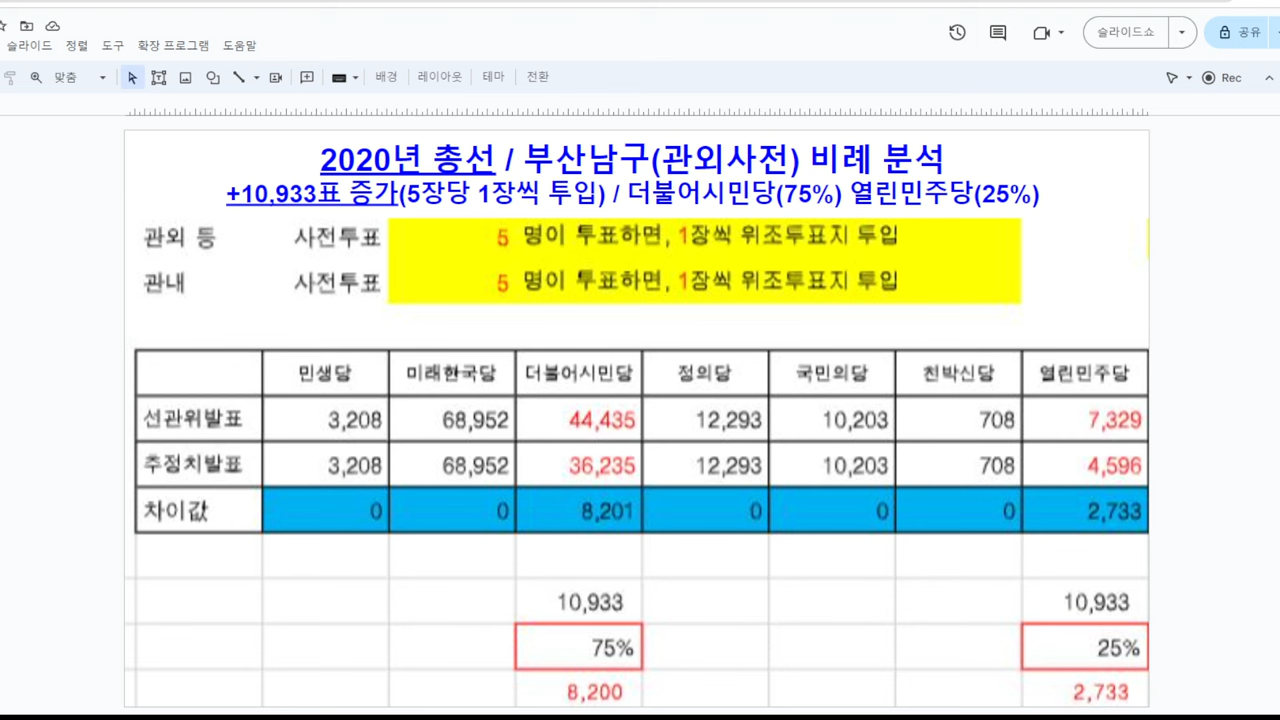 슬라이드 정렬 도구 확장 프로그램 도움말
슬라이드쇼 공유
맞춤 배경 레이아웃 테마 전환 Rec
2020년 총선 / 부산남구(관외사전) 비례 분석
+10,933표 증가(5장당 1장씩 투입) / 더불어시민당(75%) 열린민주당(25%)
관외 등 사전투표 5 명이 투표하면, 1장씩 위조투표지 투입
관내 사전투표 5 명이 투표하면, 1장씩 위조투표지 투입
민생당 미래한국당 더불어시민당 정의당 국민의당 친박신당 열린민주당
선관위발표 3,208 68,952 44,435 12,293 10,203 708 7,329
추정치발표 3,208 68,952 36,235 12,293 10,203 708 4,596
차이값 0 0 8,201 0 0 0 2,733
10,933 10,933
75% 25%
8,200 2,733